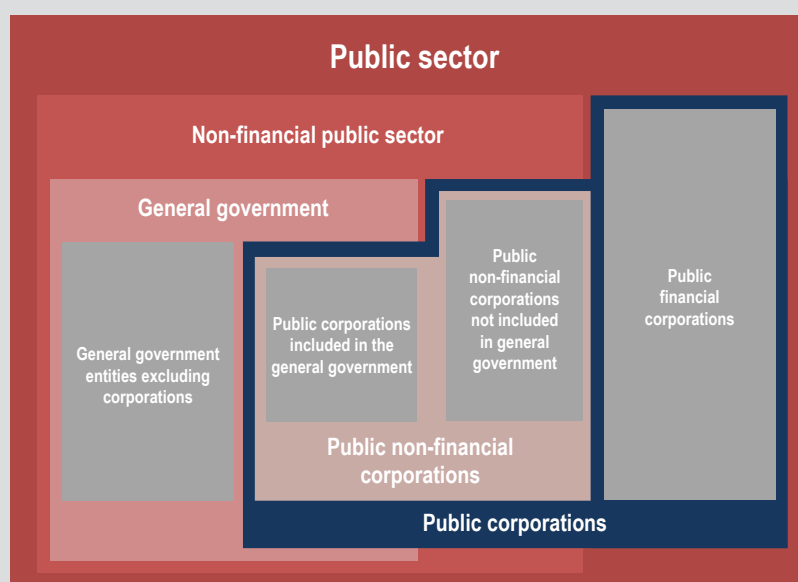 Public sector
Non-financial public sector
General government
General government
entities excluding
corporations
Public corporations
included in the
general government
Public
non-financial
corporations
not included
in general
government
Public
financial
corporations
Public non-financial
corporations
Public corporations